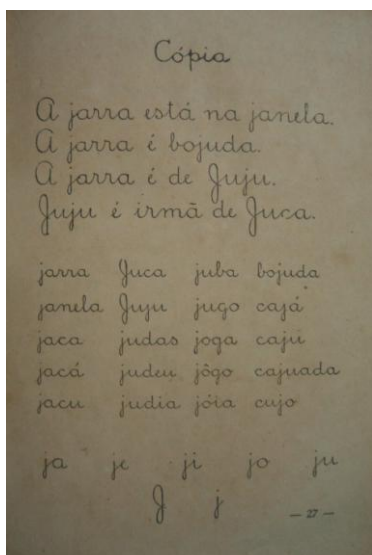 Cópia
A jarra está na janela.
A jarra é bojuda.
A jarra é de Juju.
Juju é irmã de Juca.
jarra Juca juba bojuda
janela Juju jugo cajá
jaca judas joga cajú
jacá judeu jôgo cajuada
jacu judia jóia cujo
ja je ji jo ju
J j
— 27 —